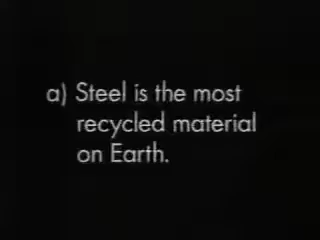 a) Steel is the most
recycled material
on Earth.